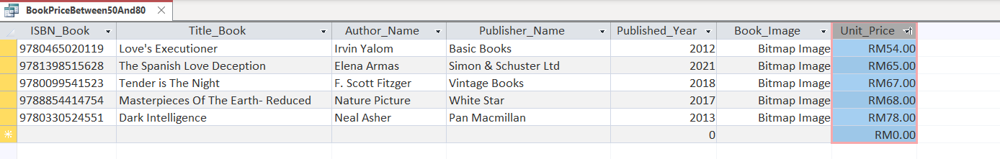 BookPriceBetween50And80
ISBN_Book Title_Book Author_Name Publisher_Name Published_Year Book_Image Unit_Price
9780465020119 Love's Executioner Irvin Yalom Basic Books 2012 Bitmap Image RM54.00
9781398515628 The Spanish Love Deception Elena Armas Simon & Schuster Ltd 2021 Bitmap Image RM65.00
9780099541523 Tender is The Night F. Scott Fitzger Vintage Books 2018 Bitmap Image RM67.00
9788854414754 Masterpieces Of The Earth- Reduced Nature Picture White Star 2017 Bitmap Image RM68.00
9780330524551 Dark Intelligence Neal Asher Pan Macmillan 2013 Bitmap Image RM78.00
0 RM0.00